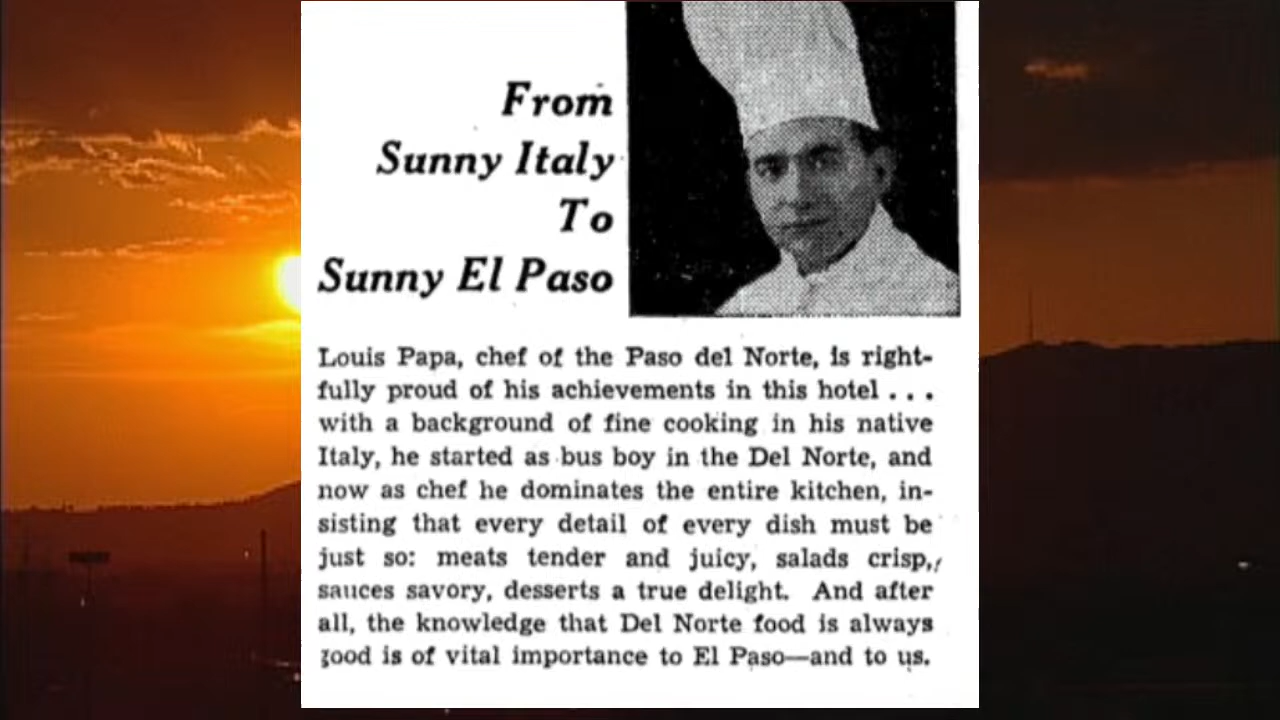 From
Sunny Italy
To
Sunny El Paso
Louis Papa, chef of the Paso del Norte, is right-
fully proud of his achievements in this hotel . . .
with a background of fine cooking in his native
Italy, he started as bus boy in the Del Norte, and
now as chef he dominates the entire kitchen, in-
sisting that every detail of every dish must be
just so: meats tender and juicy, salads crisp,
sauces savory, desserts a true delight. And after
all, the knowledge that Del Norte food is always
good is of vital importance to El Paso—and to us.